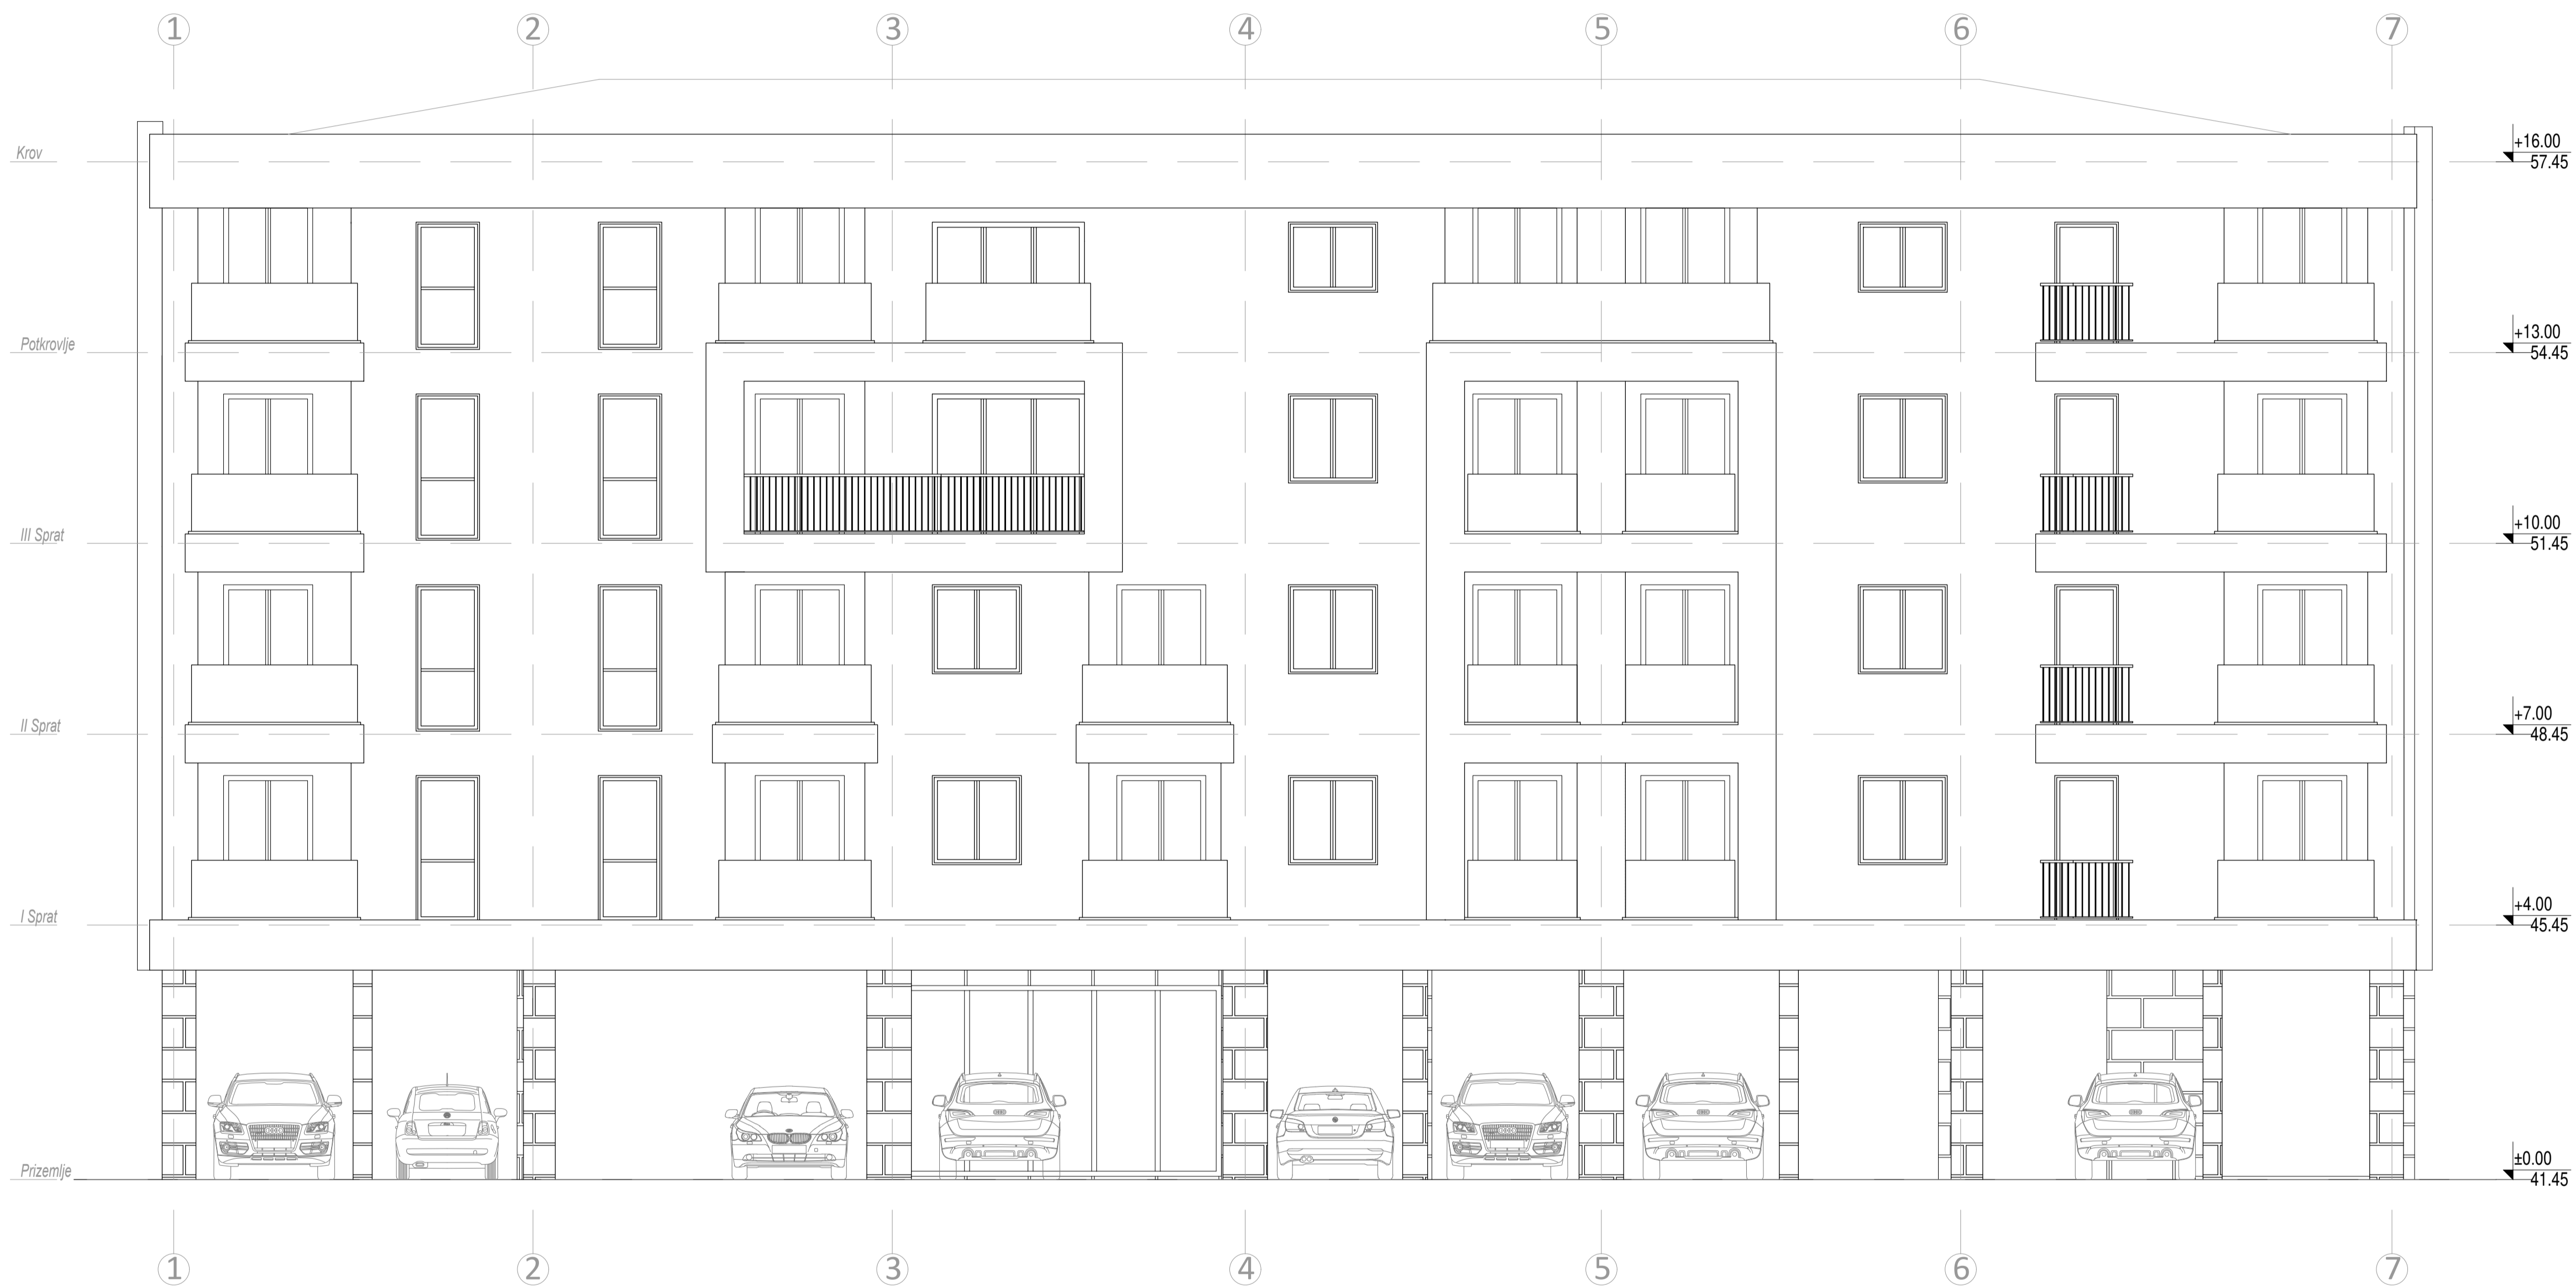 1 2 3 4 5 6 7
Krov
+16.00
57.45
Potkrovlje
+13.00
54.45
III Sprat
+10.00
51.45
II Sprat
+7.00
48.45
I Sprat
+4.00
45.45
Prizemlje
±0.00
41.45
1 2 3 4 5 6 7